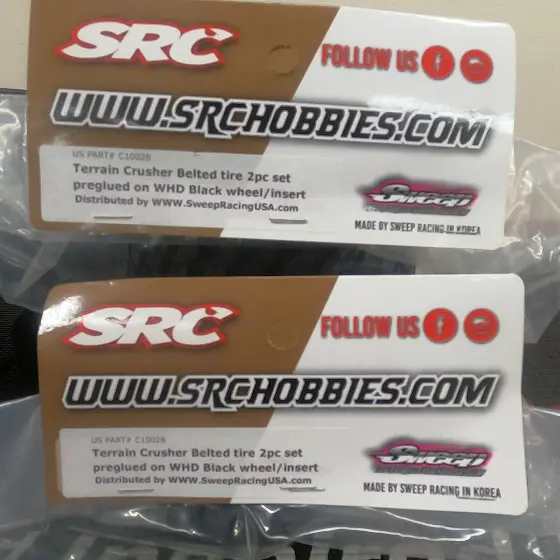 SRC
FOLLOW US
WWW.SRCHOBBIES.COM
US PART# C1002B
Terrain Crusher Belted tire 2pc set
preglued on WHD Black wheel/insert
Distributed by WWW.SweepRacingUSA.com
Sweep
MADE BY SWEEP RACING IN KOREA
SRC
FOLLOW US
WWW.SRCHOBBIES.COM
US PART# C1002B
Terrain Crusher Belted tire 2pc set
preglued on WHD Black wheel/insert
Distributed by WWW.SweepRacingUSA.com
Sweep
MADE BY SWEEP RACING IN KOREA